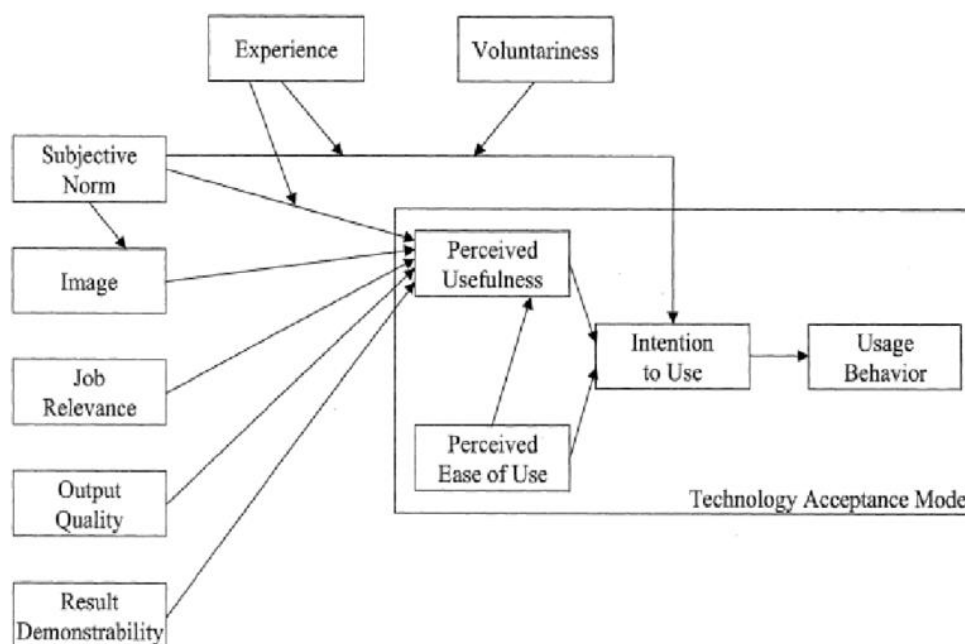 Experience
Voluntariness
Subjective
Norm
Image
Perceived
Usefulness
Job
Relevance
Intention
to Use
Usage
Behavior
Perceived
Ease of Use
Output
Quality
Technology Acceptance Mode
Result
Demonstrability